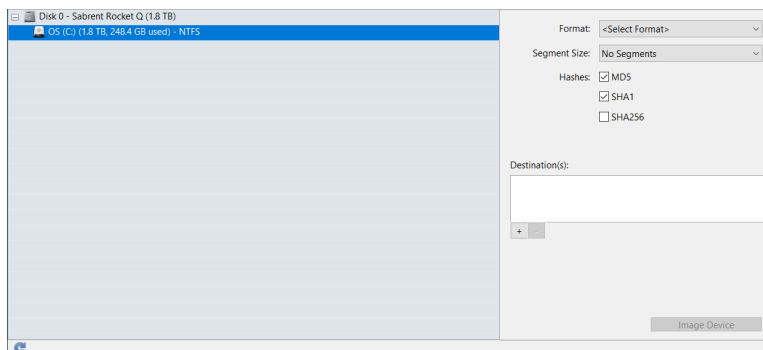 Disk 0 - Sabrent Rocket Q (1.8 TB)
OS (C:) (1.8 TB, 248.4 GB used) - NTFS
Format: <Select Format>
Segment Size: No Segments
Hashes: MD5
SHA1
SHA256
Destination(s):
+ -
Image Device